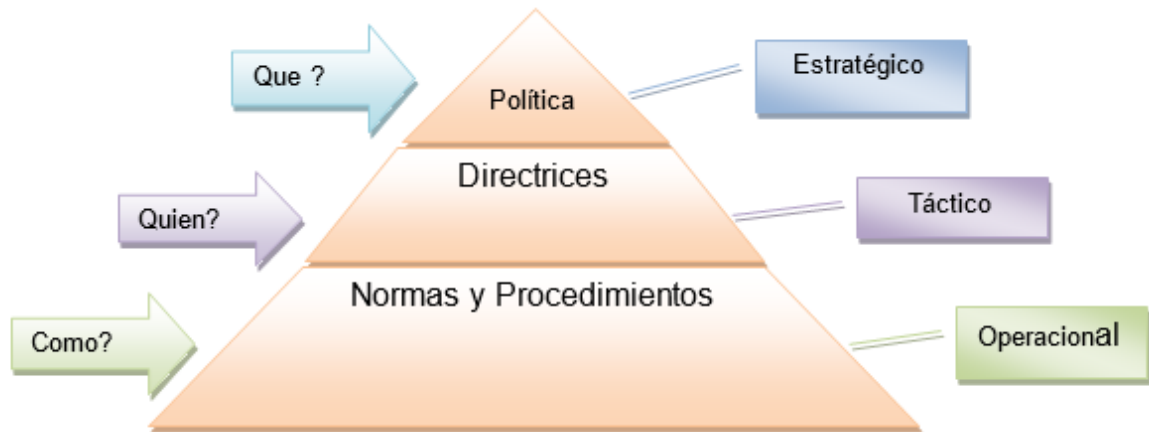 Que ?
Política
Estratégico
Directrices
Quien?
Táctico
Normas y Procedimientos
Como?
Operacional